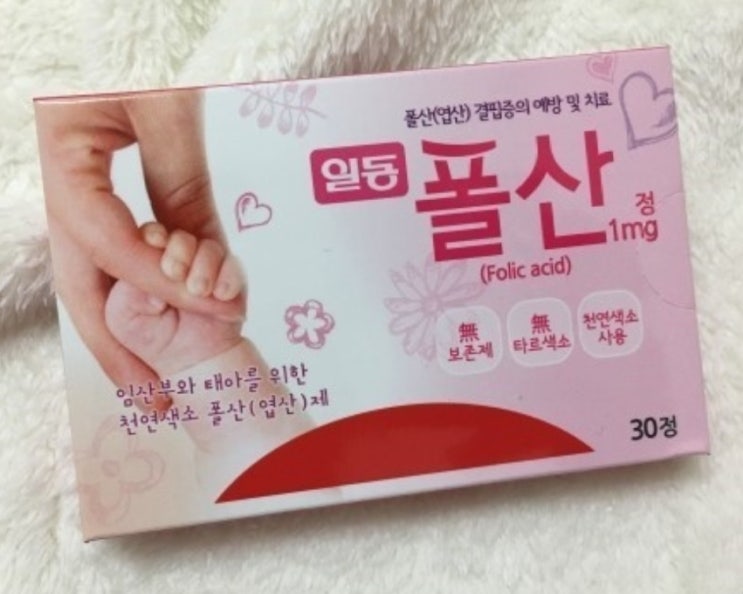 폴산(엽산) 결핍증의 예방 및 치료
일동 폴산 정 1mg
(Folic acid)
無 보존제
無 타르색소
천연색소 사용
임산부와 태아를 위한
천연색소 폴산(엽산)제
30정